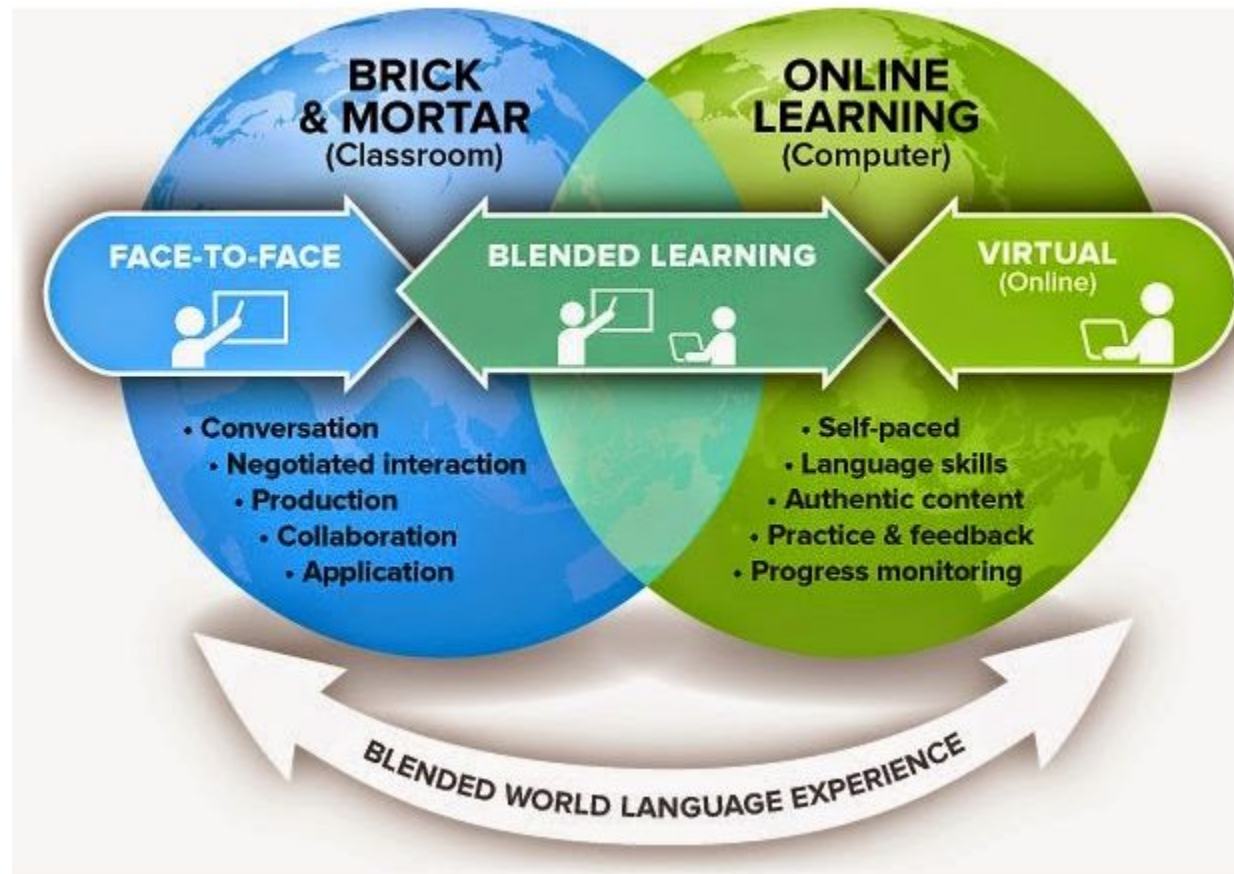 BRICK
& MORTAR
(Classroom)
ONLINE
LEARNING
(Computer)
FACE-TO-FACE
BLENDED LEARNING
VIRTUAL
(Online)
• Conversation
• Negotiated interaction
• Production
• Collaboration
• Application
• Self-paced
• Language skills
• Authentic content
• Practice & feedback
• Progress monitoring
BLENDED WORLD LANGUAGE EXPERIENCE